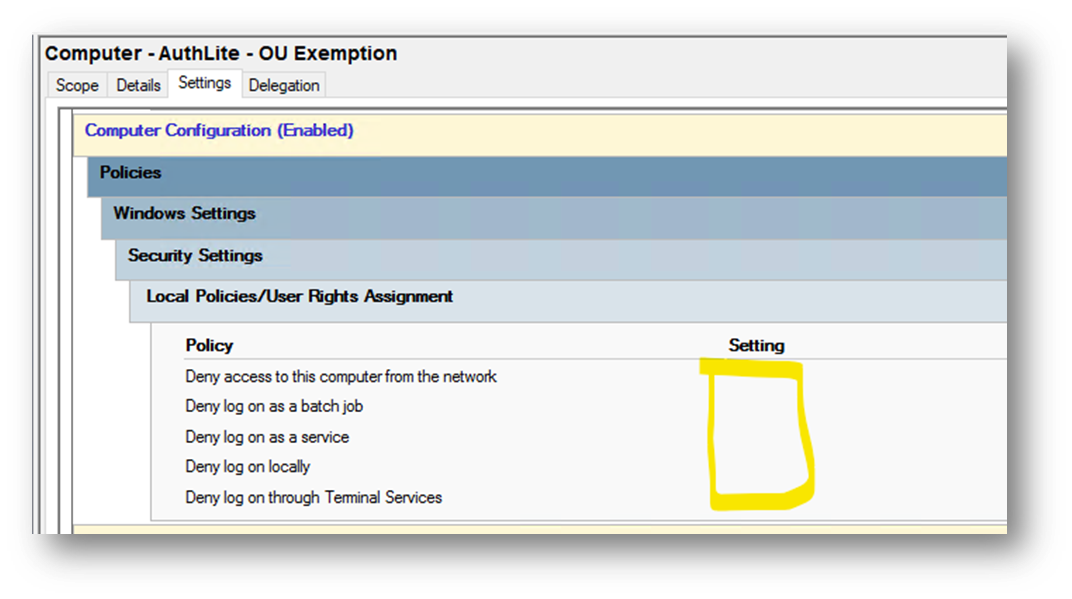 Computer - AuthLite - OU Exemption
Scope Details Settings Delegation
Computer Configuration (Enabled)
Policies
Windows Settings
Security Settings
Local Policies/User Rights Assignment
Policy Setting
Deny access to this computer from the network
Deny log on as a batch job
Deny log on as a service
Deny log on locally
Deny log on through Terminal Services